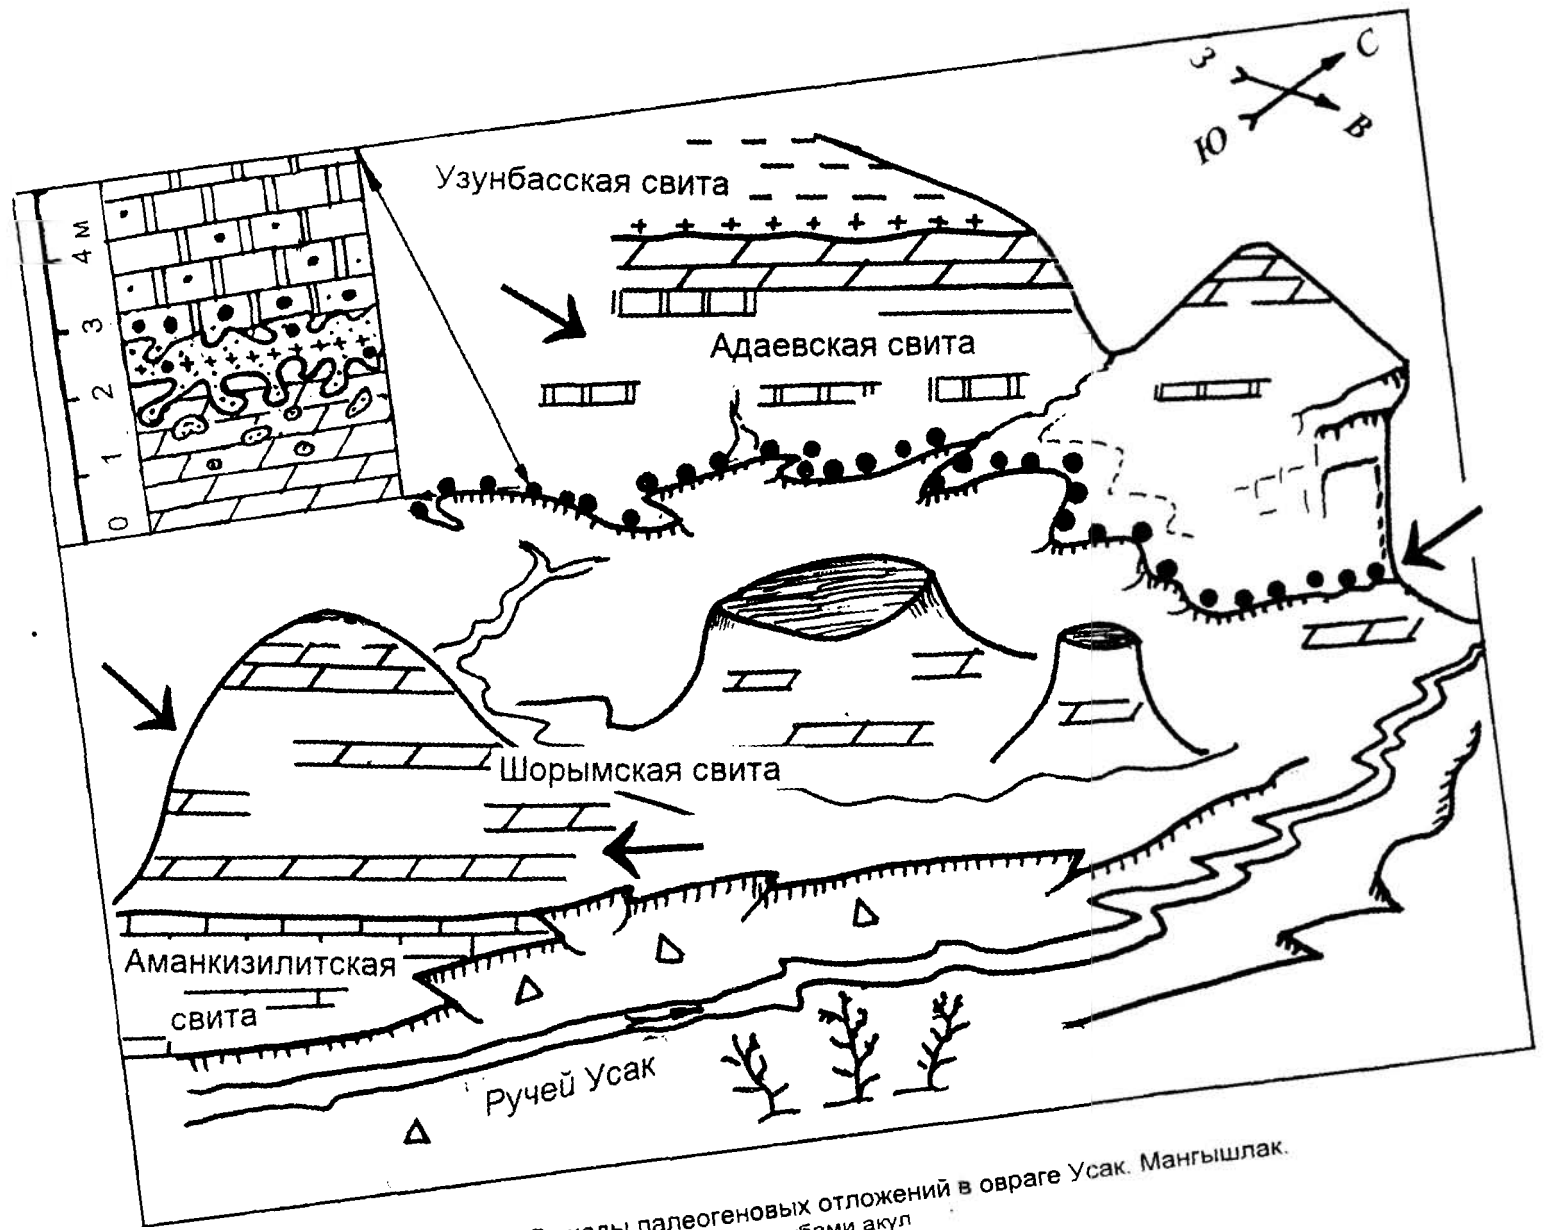 З С
Ю В
Узунбасская свита
4 м
3
2
1
0
Адаевская свита
Шорымская свита
Аманкизилитская
свита
Ручей Усак
палеогеновых отложений в овраге Усак. Мангышлак.
акул